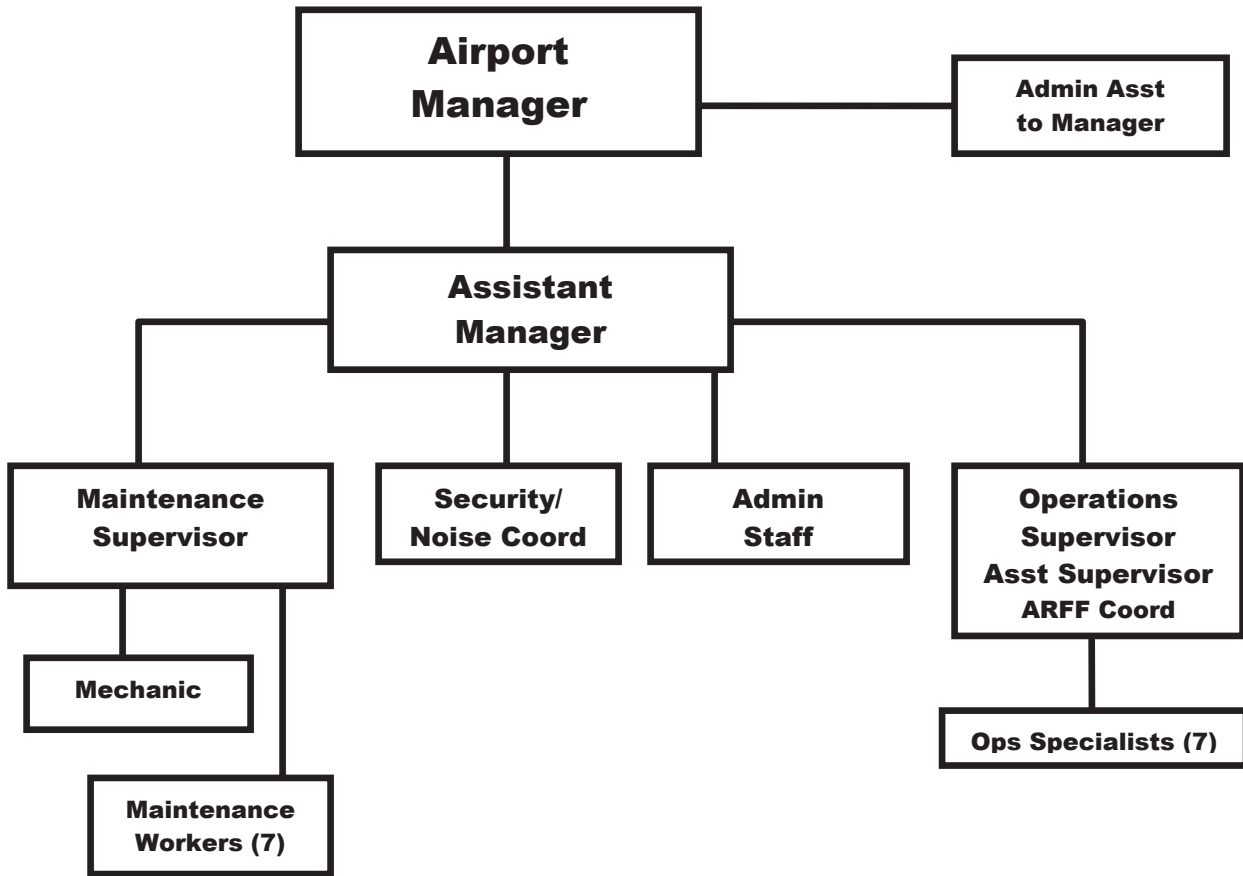 Airport
Manager
Admin Asst
to Manager
Assistant
Manager
Maintenance
Supervisor
Security/
Noise Coord
Admin
Staff
Operations
Supervisor
Asst Supervisor
ARFF Coord
Mechanic
Ops Specialists (7)
Maintenance
Workers (7)